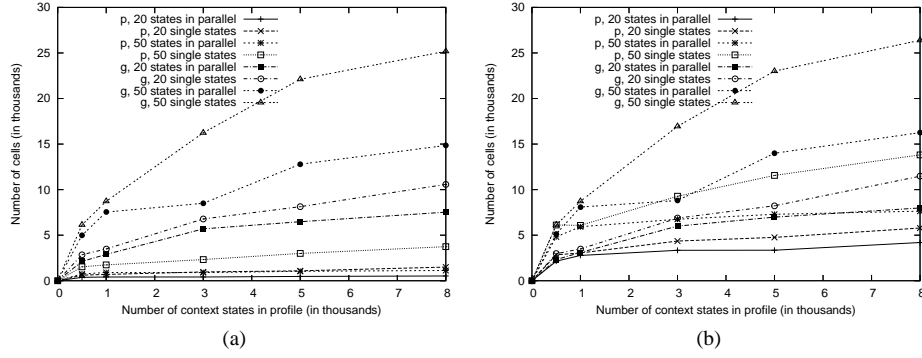 30
25
20
15
10
5
0
Number of cells (in thousands)
p, 20 states in parallel
p, 20 single states
p, 50 states in parallel
p, 50 single states
g, 20 states in parallel
g, 20 single states
g, 50 states in parallel
g, 50 single states
0 1 2 3 4 5 6 7 8
Number of context states in profile (in thousands)
(a)
30
25
20
15
10
5
0
Number of cells (in thousands)
p, 20 states in parallel
p, 20 single states
p, 50 states in parallel
p, 50 single states
g, 20 states in parallel
g, 20 single states
g, 50 states in parallel
g, 50 single states
0 1 2 3 4 5 6 7 8
Number of context states in profile (in thousands)
(b)